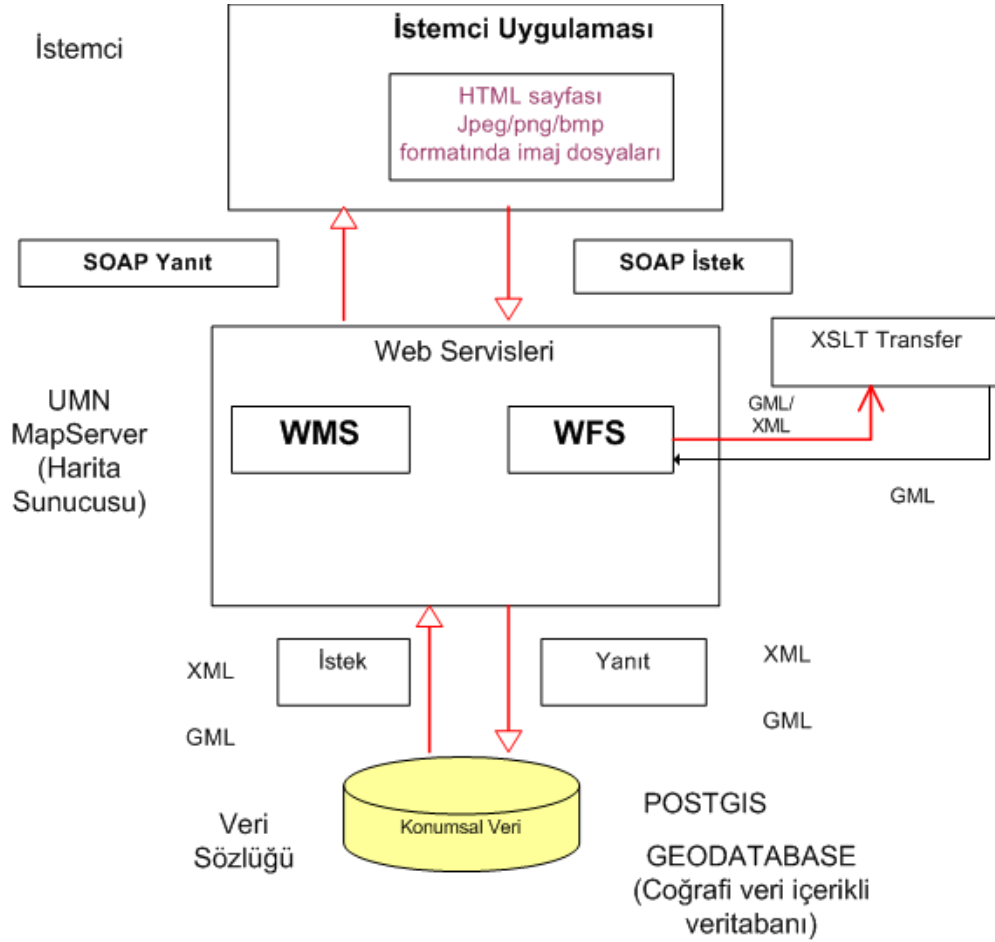 İstemci
İstemci Uygulaması
HTML sayfası
Jpeg/png/bmp
formatında imaj dosyaları
SOAP Yanıt
SOAP İstek
UMN
MapServer
(Harita
Sunucusu)
Web Servisleri
WMS
WFS
XSLT Transfer
GML/
XML
GML
XML
GML
İstek
Yanıt
XML
GML
Veri
Sözlüğü
Konumsal Veri
POSTGIS
GEODATABASE
(Coğrafi veri içerikli
veritabanı)